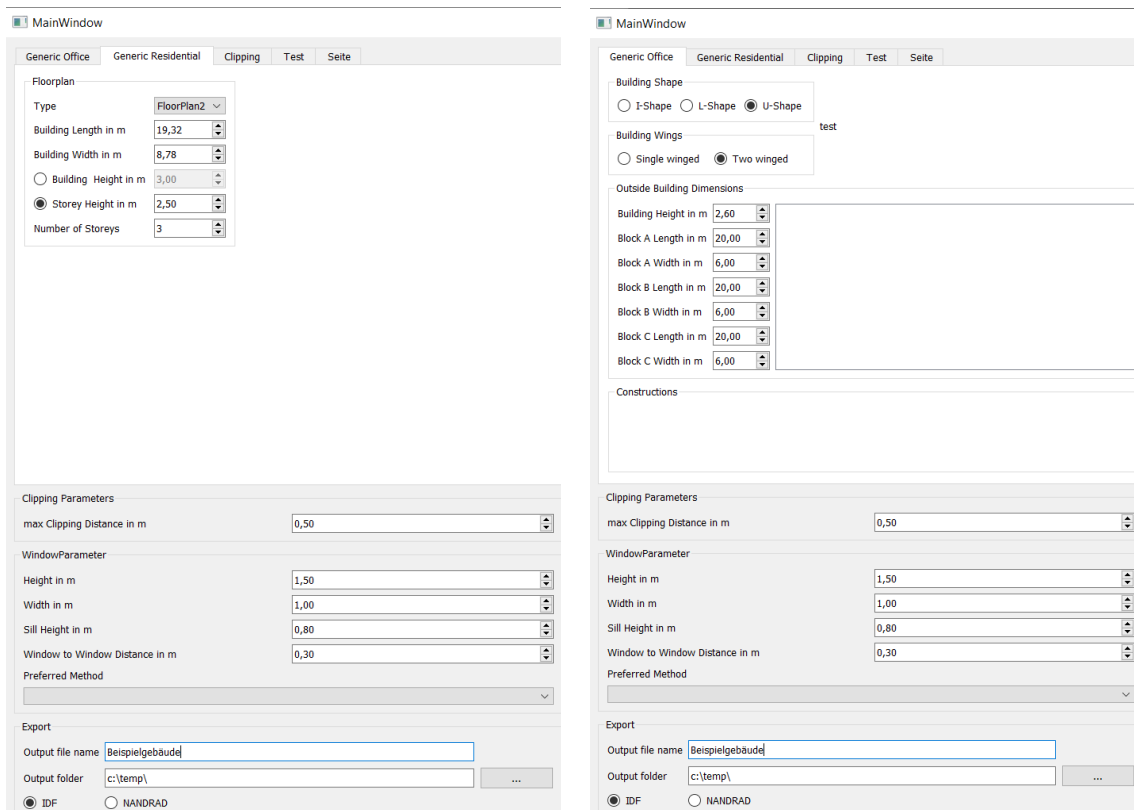 MainWindow
Generic Office Generic Residential Clipping Test Seite
Floorplan
Type FloorPlan2
Building Length in m 19,32
Building Width in m 8,78
Building Height in m 3,00
Storey Height in m 2,50
Number of Storeys 3
Clipping Parameters
max Clipping Distance in m 0,50
WindowParameter
Height in m 1,50
Width in m 1,00
Sill Height in m 0,80
Window to Window Distance in m 0,30
Preferred Method
Export
Output file name Beispielgebäude
Output folder c:\temp\ ...
IDF NANDRAD
MainWindow
Generic Office Generic Residential Clipping Test Seite
Building Shape
I-Shape L-Shape U-Shape
test
Building Wings
Single winged Two winged
Outside Building Dimensions
Building Height in m 2,60
Block A Length in m 20,00
Block A Width in m 6,00
Block B Length in m 20,00
Block B Width in m 6,00
Block C Length in m 20,00
Block C Width in m 6,00
Constructions
Clipping Parameters
max Clipping Distance in m 0,50
WindowParameter
Height in m 1,50
Width in m 1,00
Sill Height in m 0,80
Window to Window Distance in m 0,30
Preferred Method
Export
Output file name Beispielgebäude
Output folder c:\temp\ ...
IDF NANDRAD